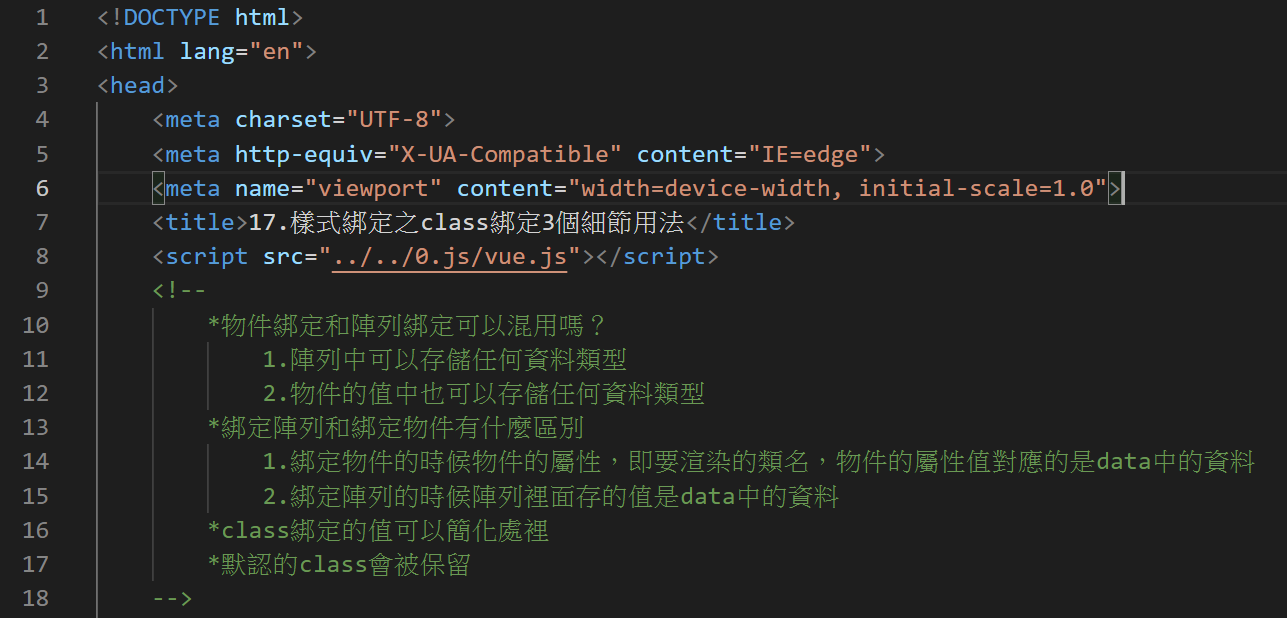 1 <!DOCTYPE html>
2 <html lang="en">
3 <head>
4 <meta charset="UTF-8">
5 <meta http-equiv="X-UA-Compatible" content="IE=edge">
6 <meta name="viewport" content="width=device-width, initial-scale=1.0">
7 <title>17.樣式綁定之class綁定3個細節用法</title>
8 <script src="../../0.js/vue.js"></script>
9 <!--
10 *物件綁定和陣列綁定可以混用嗎？
11 1.陣列中可以存儲任何資料類型
12 2.物件的值中也可以存儲任何資料類型
13 *綁定陣列和綁定物件有什麼區別
14 1.綁定物件的時候物件的屬性，即要渲染的類名，物件的屬性值對應的是data中的資料
15 2.綁定陣列的時候陣列裡面存的值是data中的資料
16 *class綁定的值可以簡化處裡
17 *默認的class會被保留
18 -->